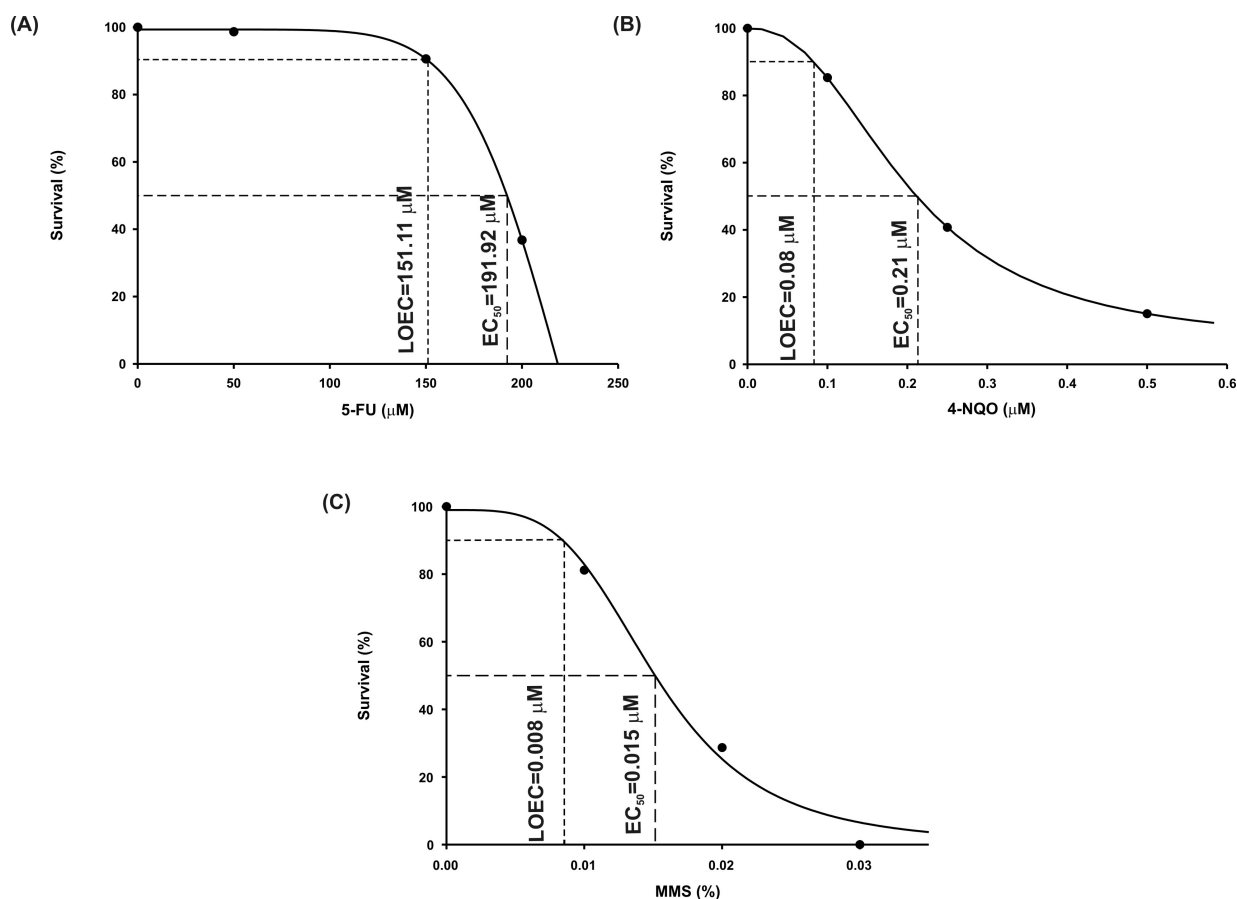 (A)
100
80
60
40
20
0
Survival (%)
LOEC=151.11 μM
EC50=191.92 μM
0 50 100 150 200 250
5-FU (μM)
(B)
100
80
60
40
20
0
Survival (%)
LOEC=0.08 μM
EC50=0.21 μM
0.0 0.1 0.2 0.3 0.4 0.5 0.6
4-NQO (μM)
(C)
100
80
60
40
20
0
Survival (%)
LOEC=0.008 μM
EC50=0.015 μM
0.00 0.01 0.02 0.03
MMS (%)